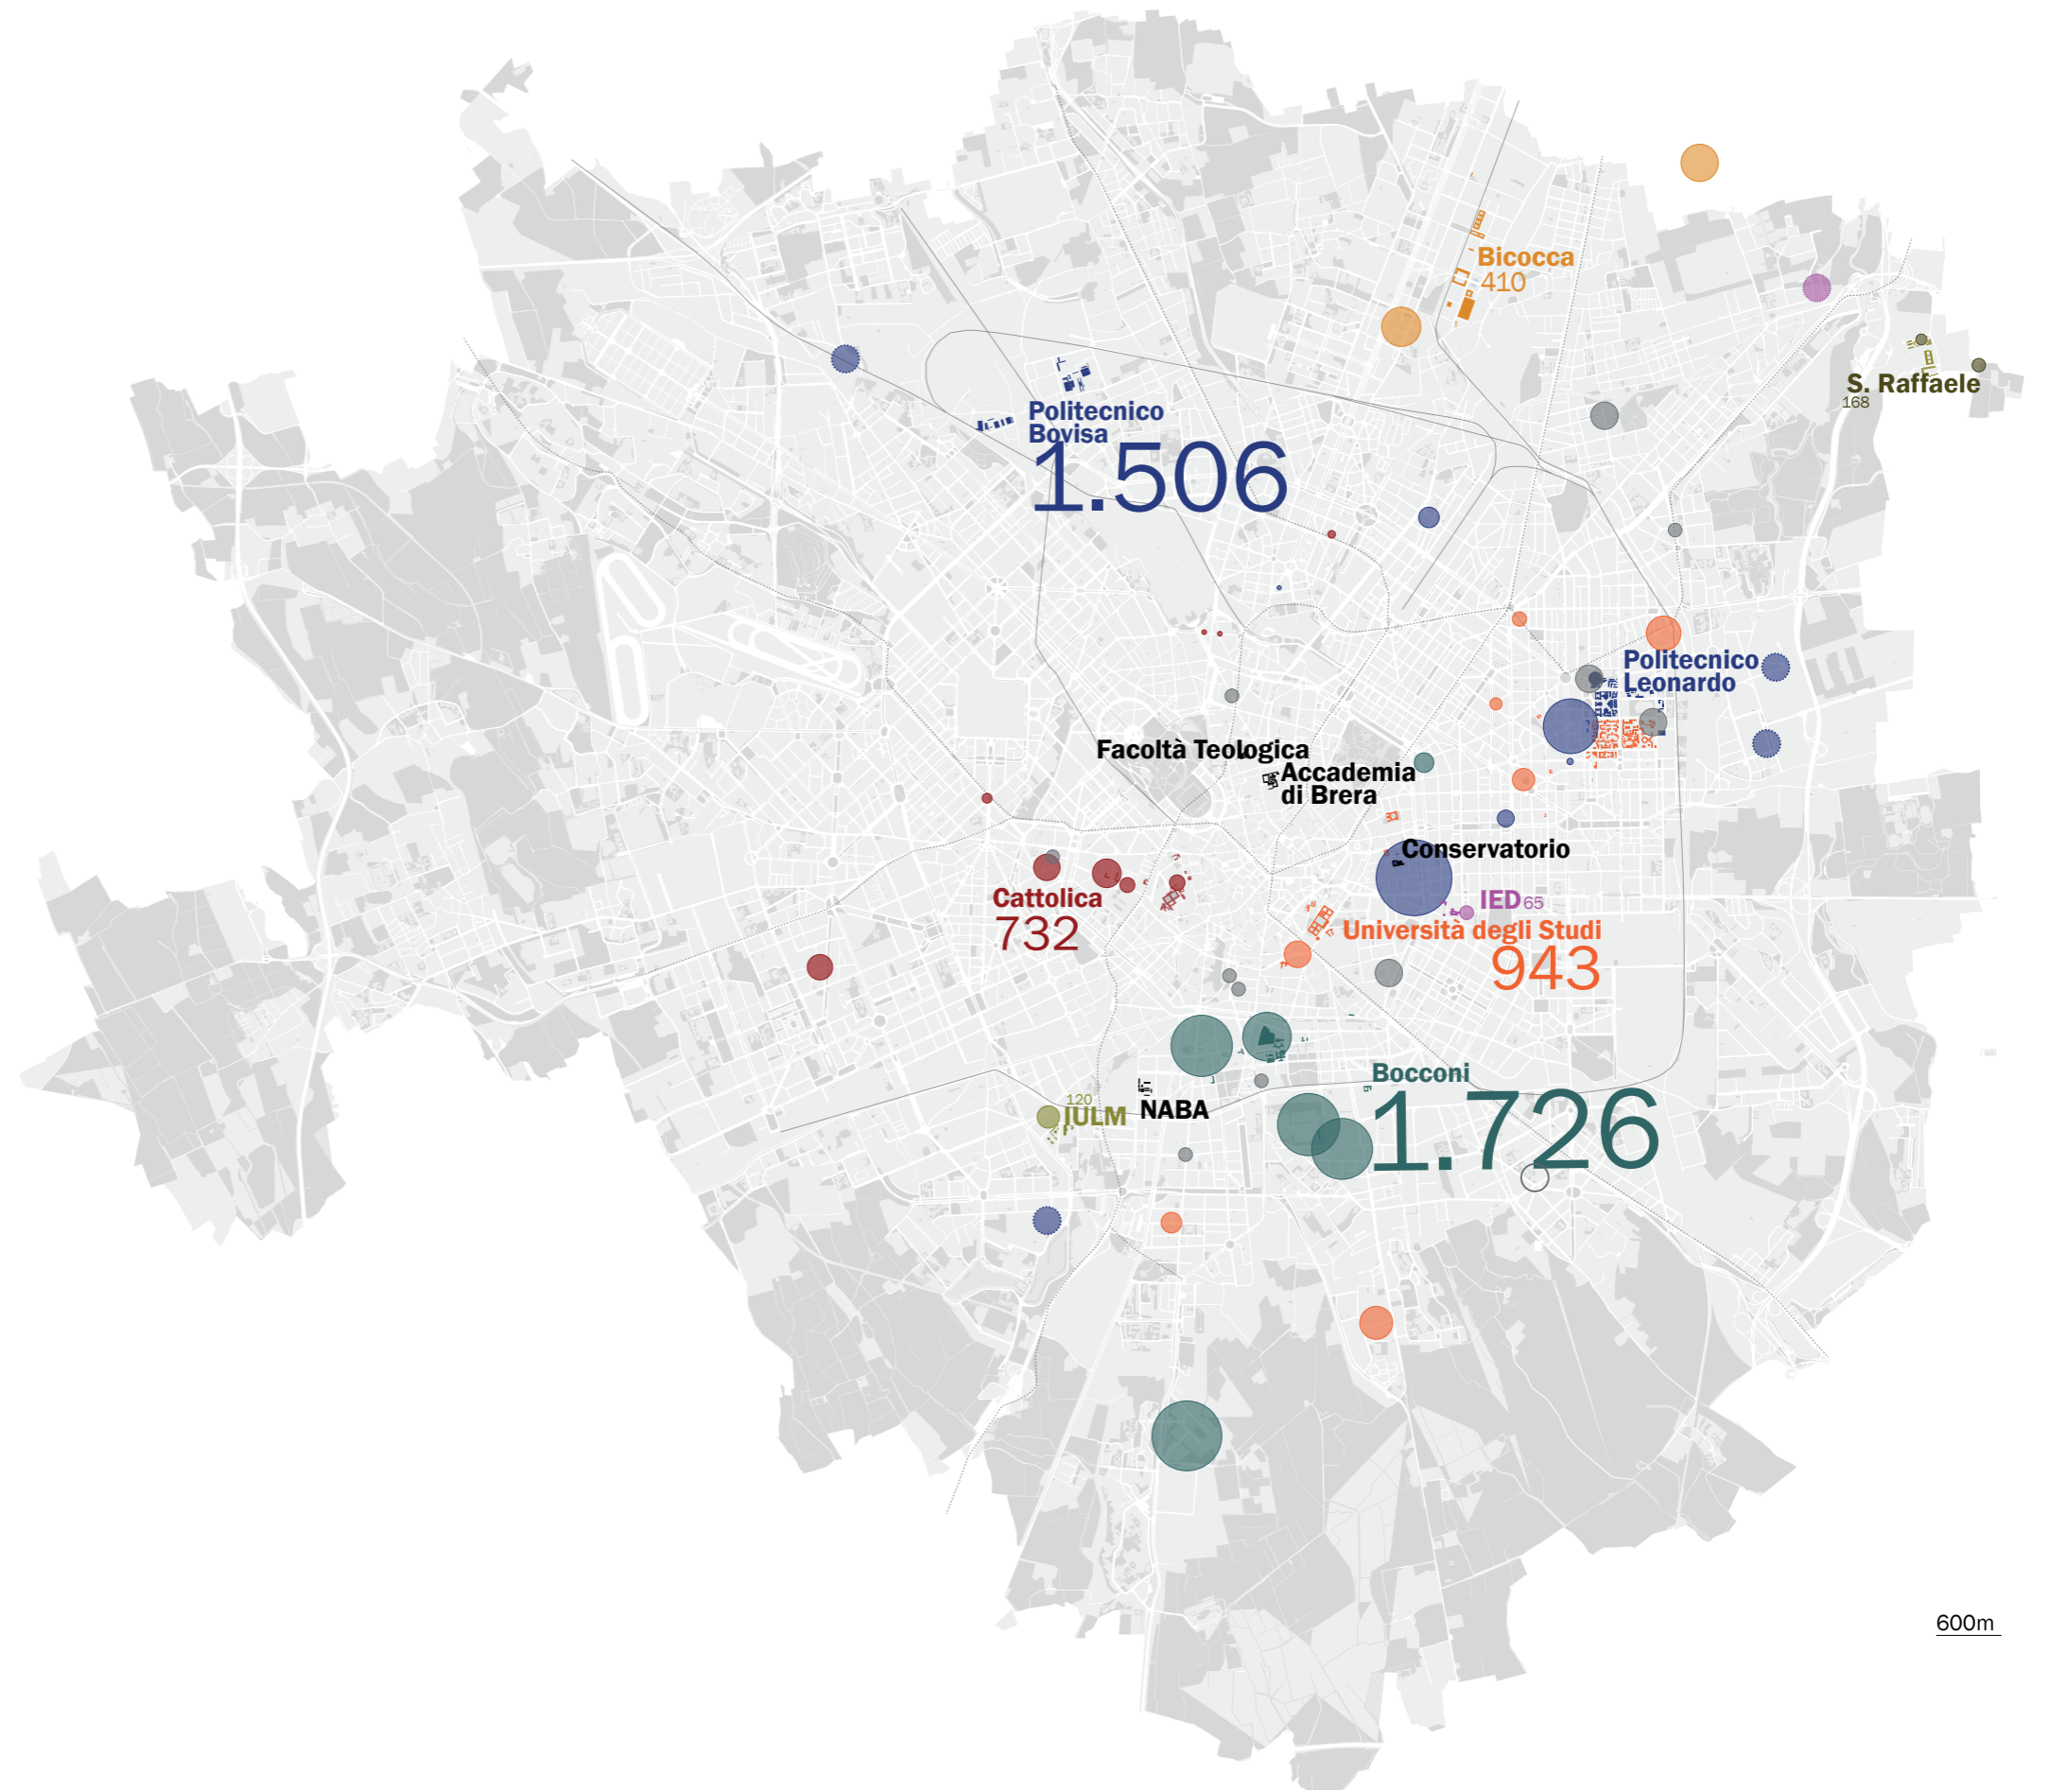 Bicocca
410
S. Raffaele
168
Politecnico
Bovisa
1.506
Politecnico
Leonardo
Facoltà Teologica
Accademia
di Brera
Conservatorio
Cattolica
732
IED 65
Università degli Studi
943
Bocconi
1.726
120
IULM
NABA
600m